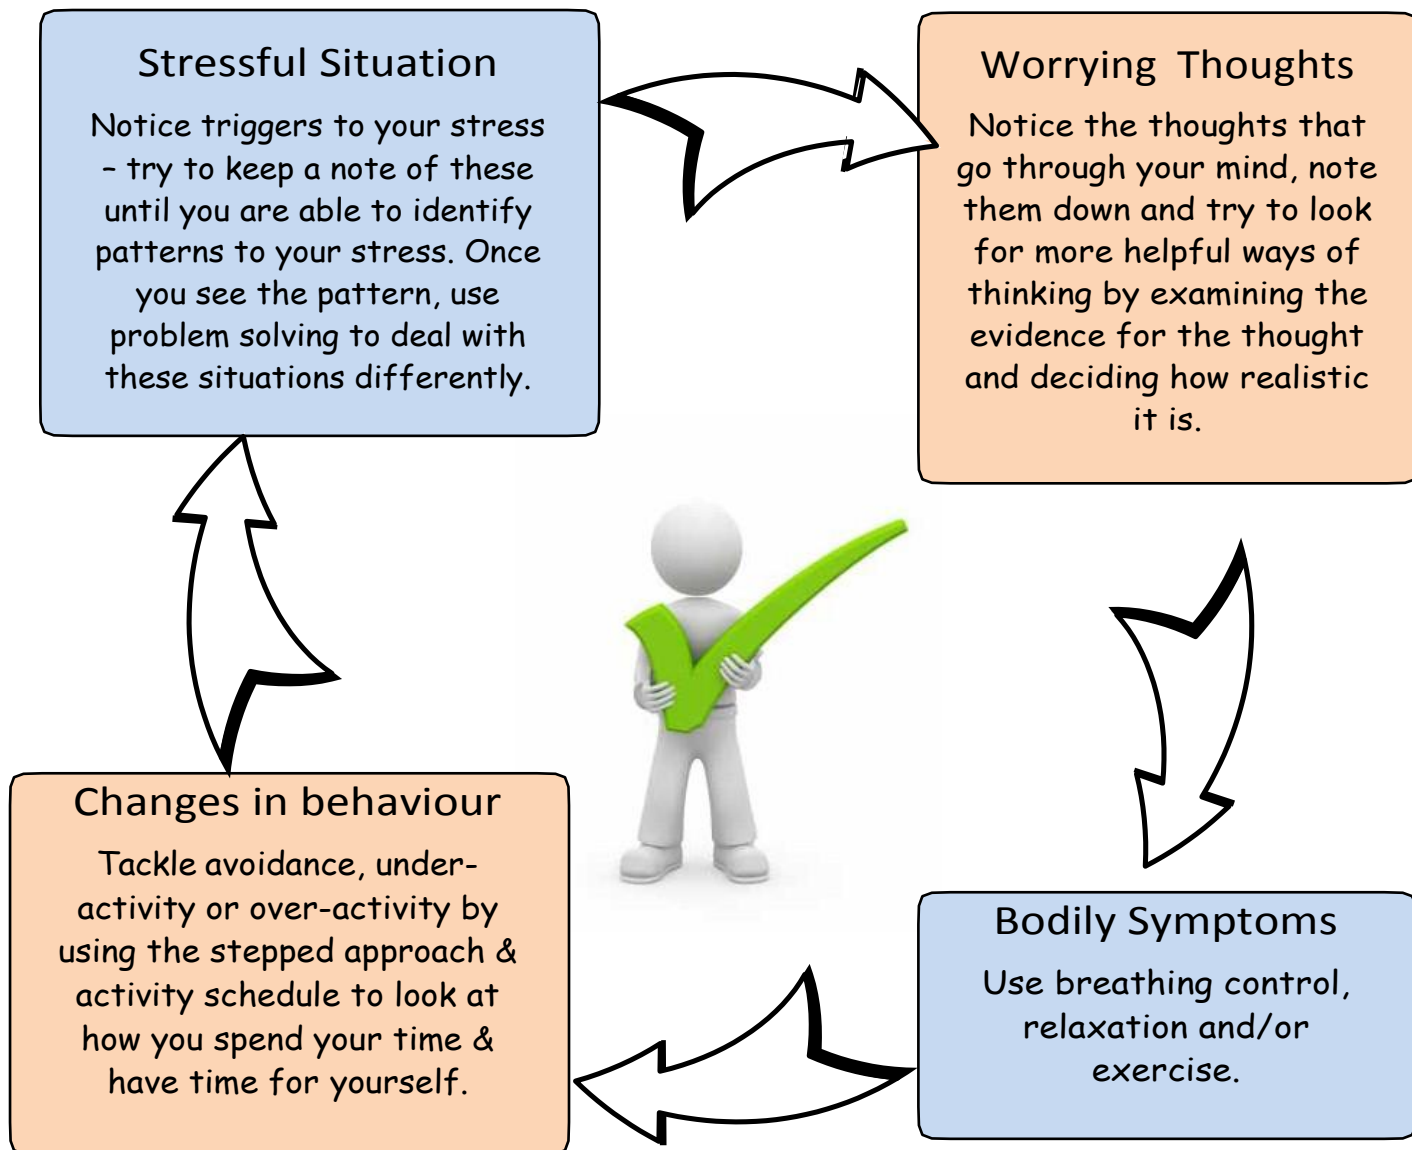 Stressful Situation
Notice triggers to your stress
– try to keep a note of these
until you are able to identify
patterns to your stress. Once
you see the pattern, use
problem solving to deal with
these situations differently.
Worrying Thoughts
Notice the thoughts that
go through your mind, note
them down and try to look
for more helpful ways of
thinking by examining the
evidence for the thought
and deciding how realistic
it is.
Bodily Symptoms
Use breathing control,
relaxation and/or
exercise.
Changes in behaviour
Tackle avoidance, under-
activity or over-activity by
using the stepped approach &
activity schedule to look at
how you spend your time &
have time for yourself.